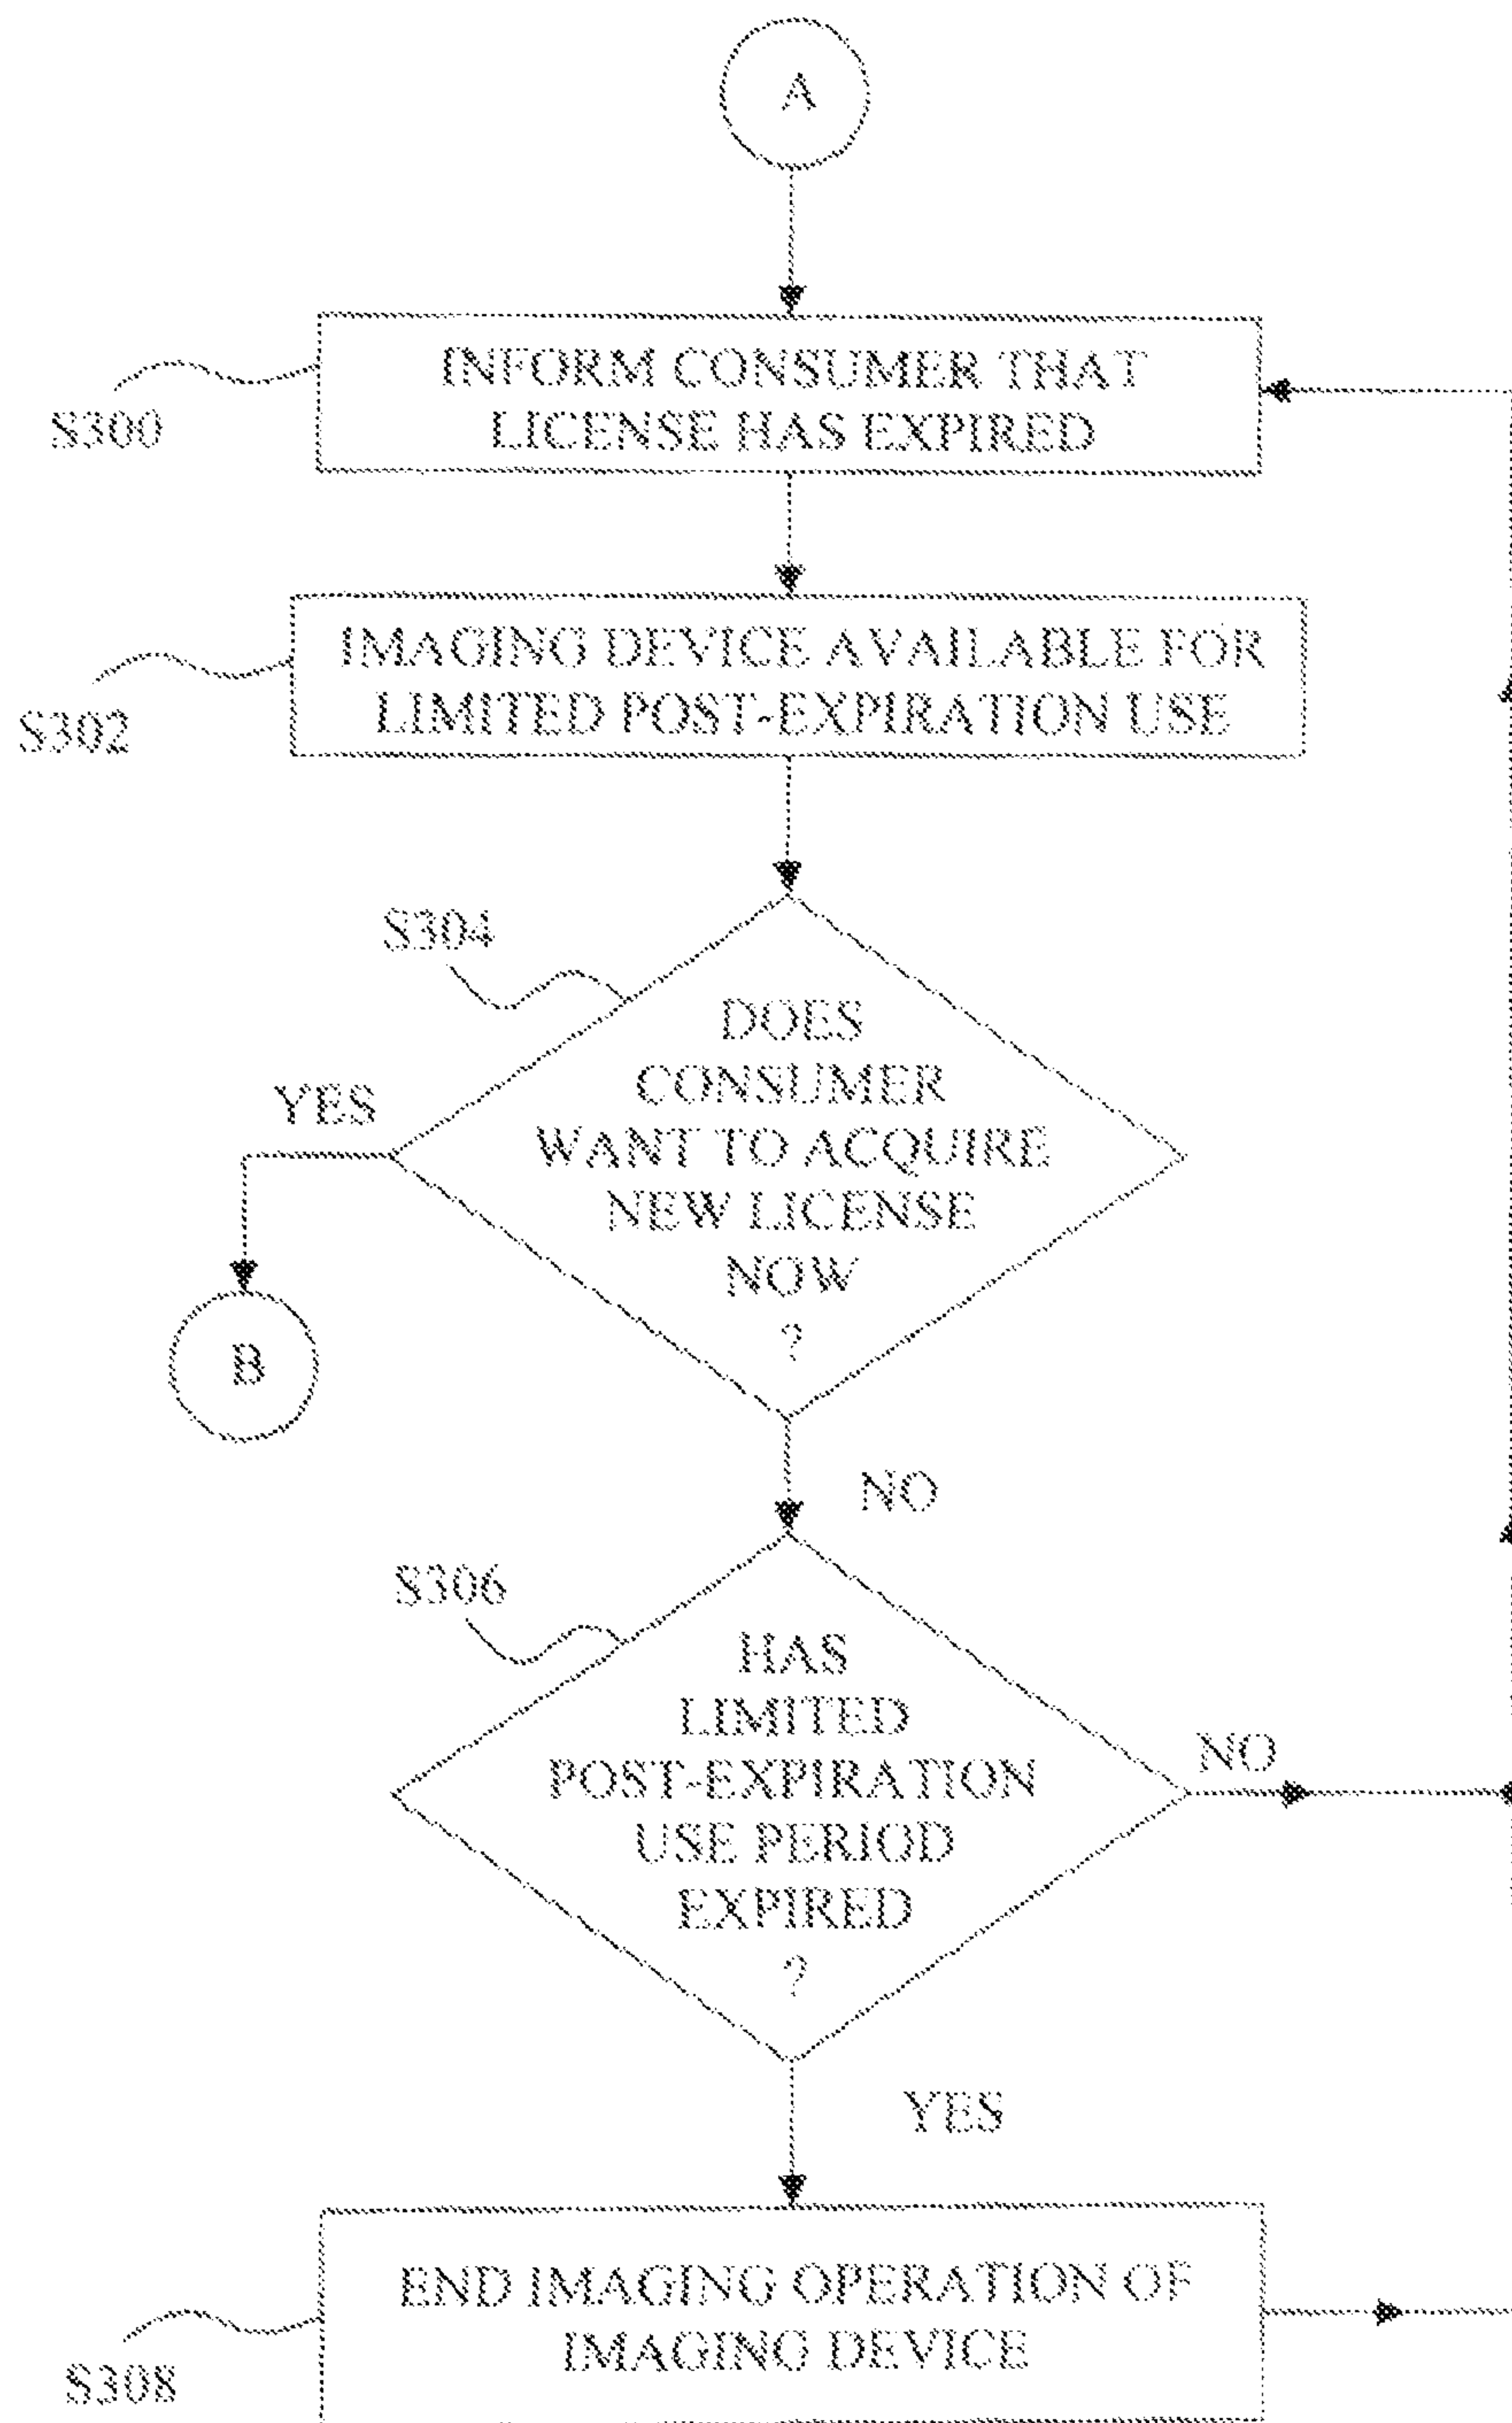 A
INFORM CONSUMER THAT
LICENSE HAS EXPIRED
S300
IMAGING DEVICE AVAILABLE FOR
LIMITED POST-EXPIRATION USE
S302
S304
DOES
CONSUMER
WANT TO ACQUIRE
NEW LICENSE
NOW
?
YES
B
NO
S306
HAS
LIMITED
POST-EXPIRATION
USE PERIOD
EXPIRED
?
NO
YES
END IMAGING OPERATION OF
IMAGING DEVICE
S308